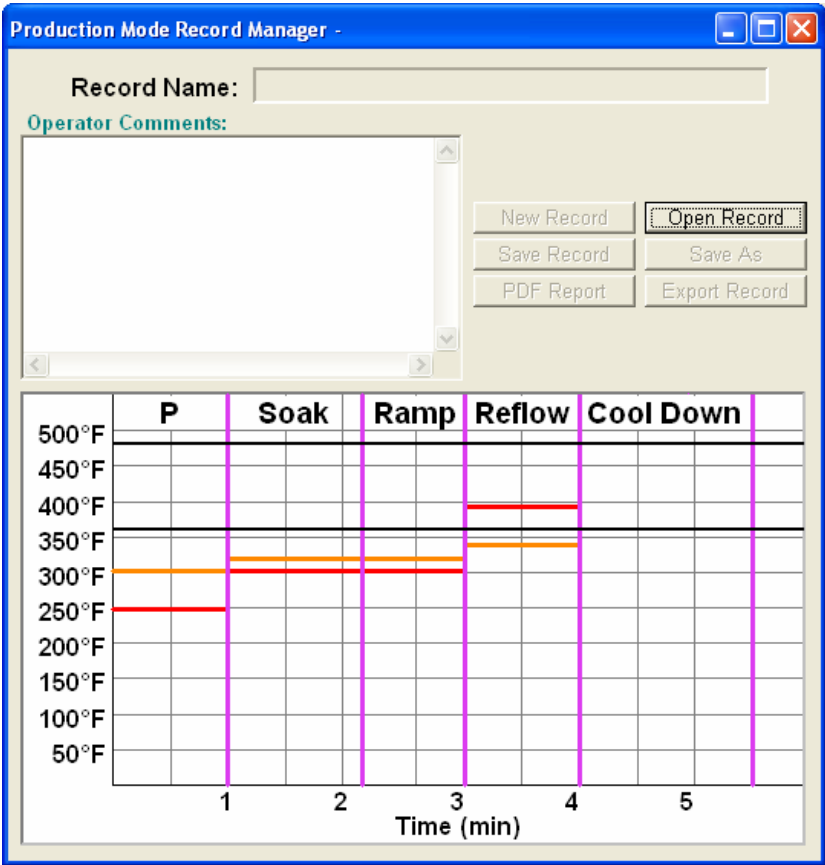 Production Mode Record Manager -
Record Name:
Operator Comments:
New Record Open Record
Save Record Save As
PDF Report Export Record
P Soak Ramp Reflow Cool Down
500°F
450°F
400°F
350°F
300°F
250°F
200°F
150°F
100°F
50°F
1 2 3 4 5
Time (min)